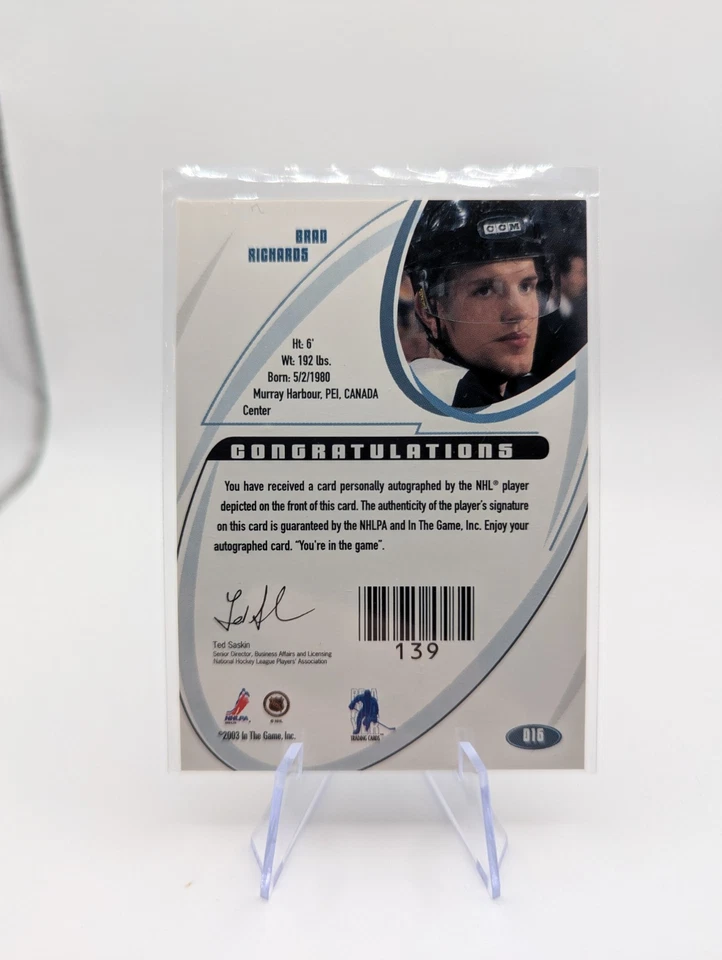 BRAD
RICHARDS
CCM
Ht: 6'
Wt: 192 lbs.
Born: 5/2/1980
Murray Harbour, PEI, CANADA
Center
CONGRATULATIONS
You have received a card personally autographed by the NHL® player
depicted on the front of this card. The authenticity of the player's signature
on this card is guaranteed by the NHLPA and In The Game, Inc. Enjoy your
autographed card. "You're in the game".
Ted Saskin
Senior Director, Business Affairs and Licensing
National Hockey League Players' Association
139
NHLPA
TRADING CARDS
©2003 In The Game, Inc.
016